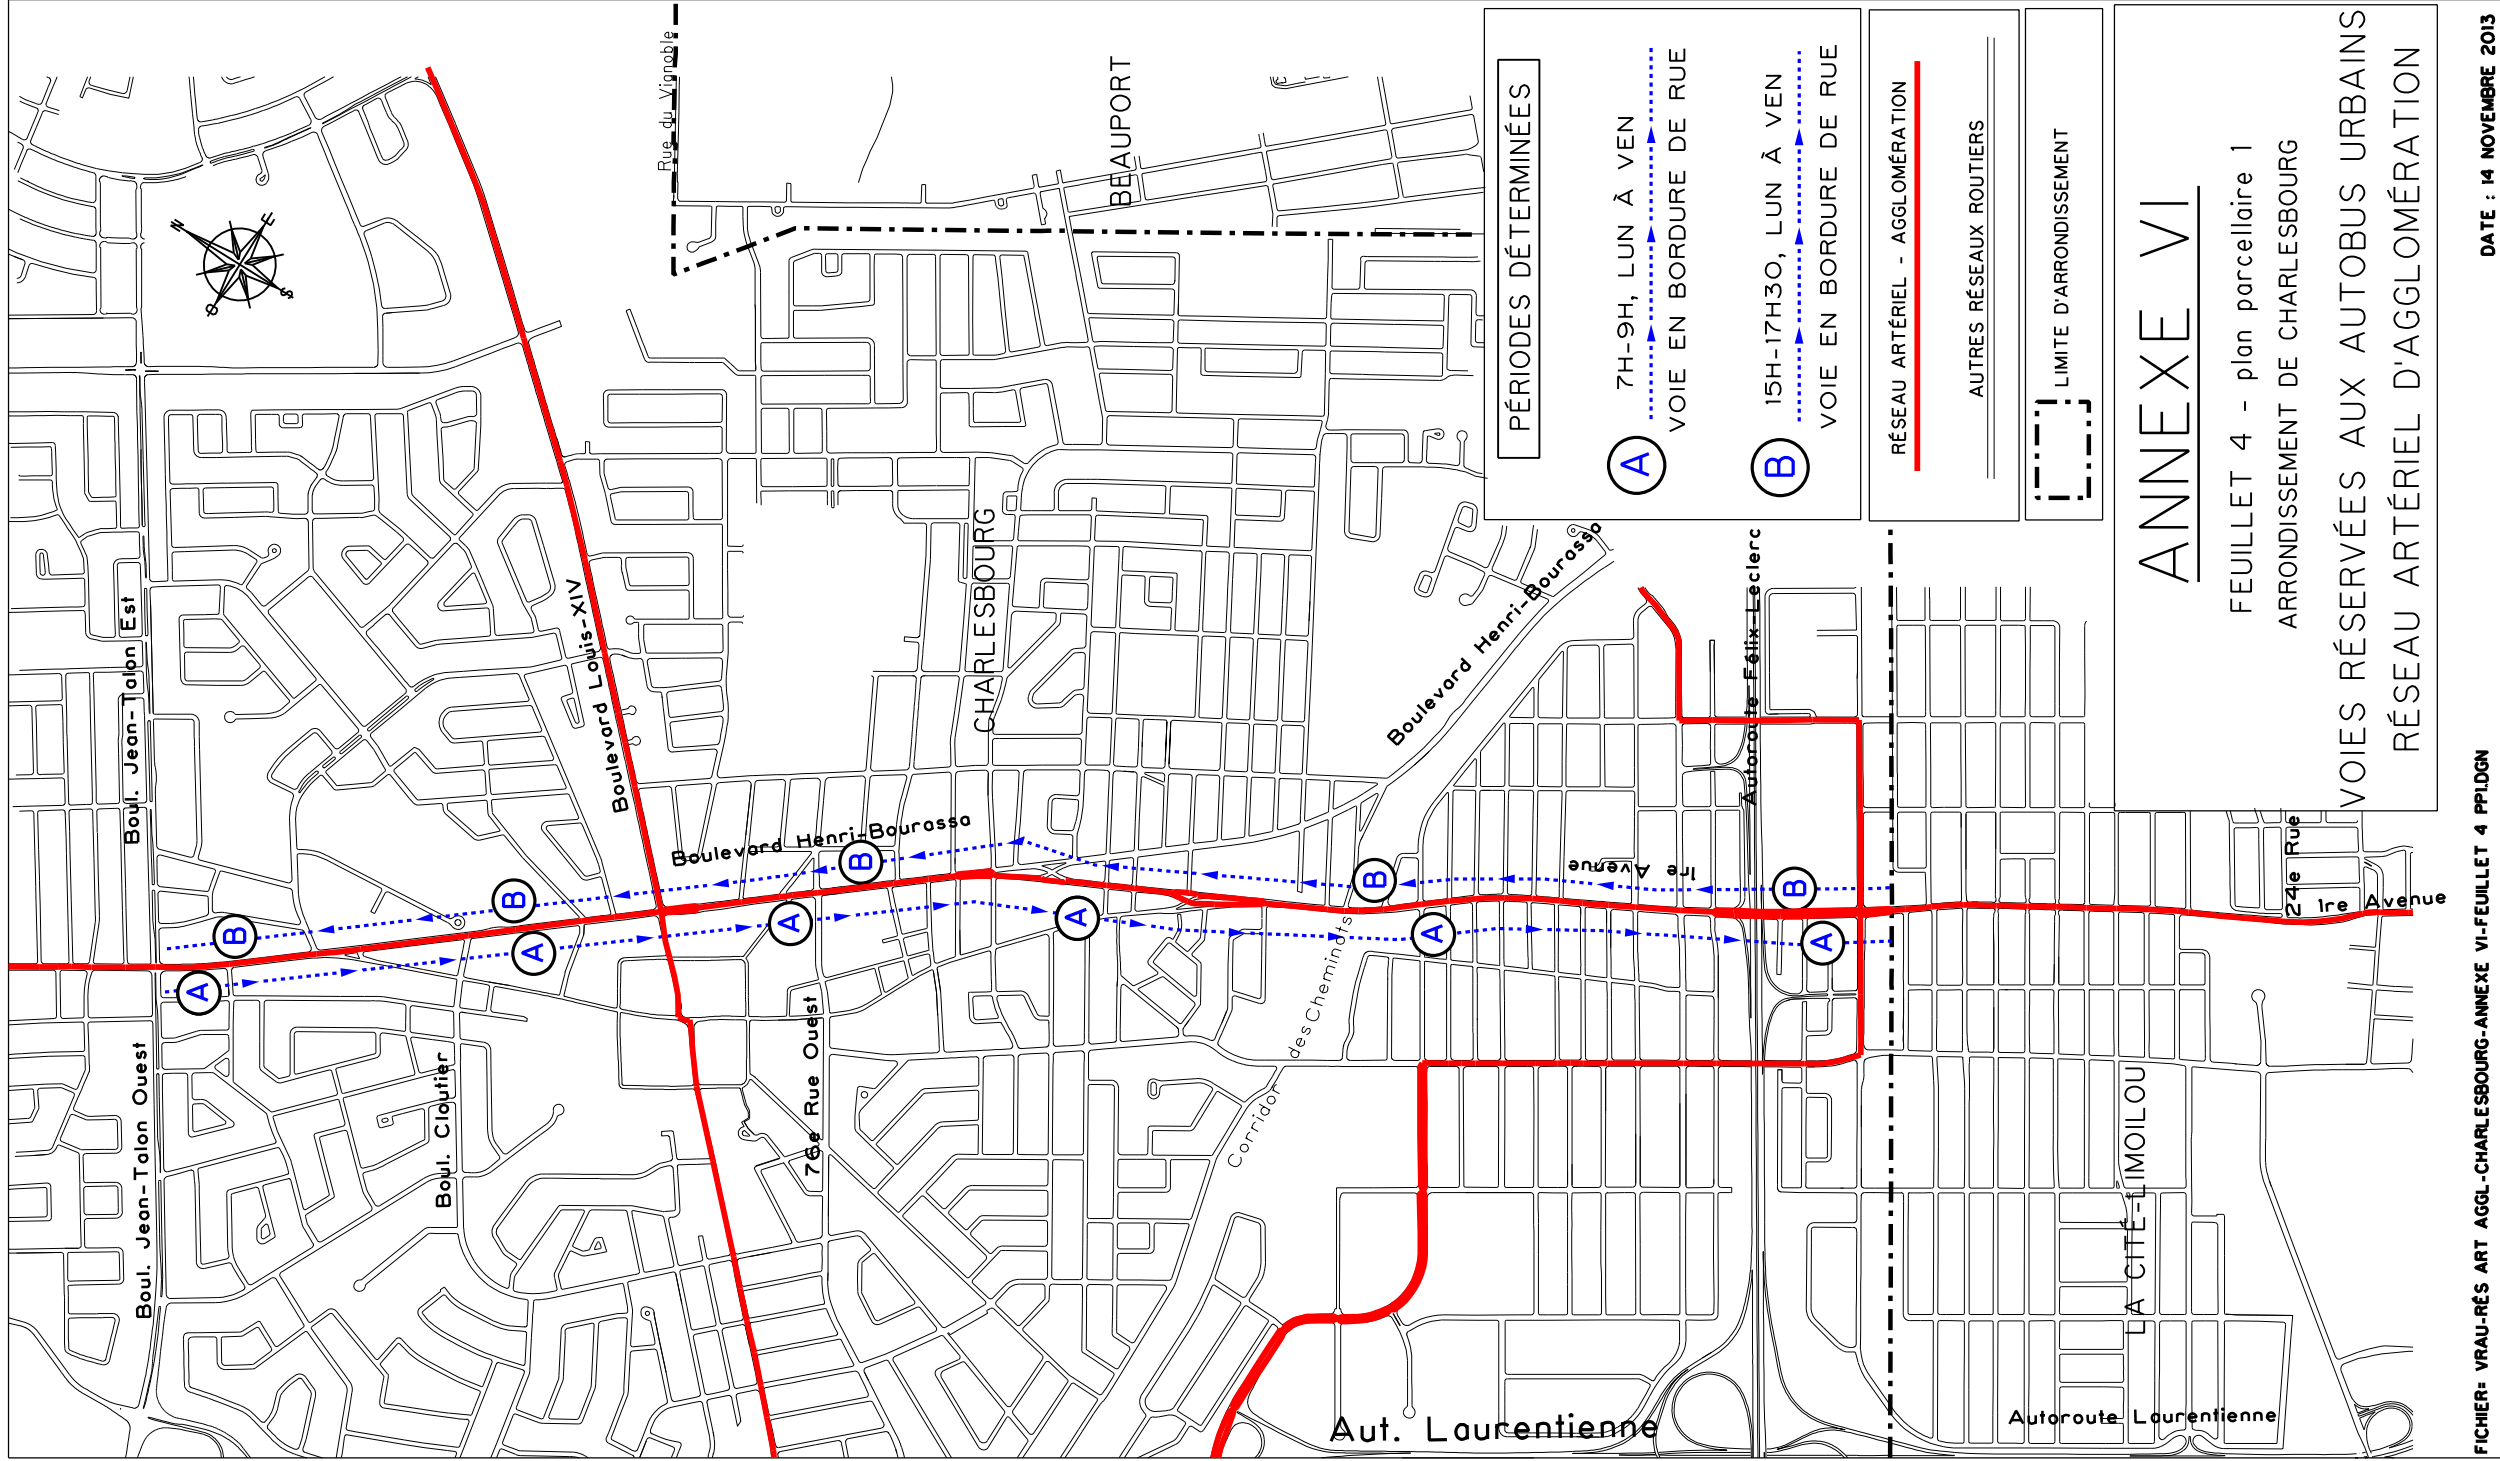 ANNEXE VI
FEUILLET 4 - plan parcellaire 1
ARRONDISSEMENT DE CHARLESBOURG
VOIES RÉSERVÉES AUX AUTOBUS URBAINS
RÉSEAU ARTÉRIEL D'AGGLOMÉRATION
PÉRIODES DÉTERMINÉES
A
7H-9H, LUN À VEN
VOIE EN BORDURE DE RUE
B
15H-17H30, LUN À VEN
VOIE EN BORDURE DE RUE
RÉSEAU ARTÉRIEL - AGGLOMÉRATION
AUTRES RÉSEAUX ROUTIERS
LIMITE D'ARRONDISSEMENT
DATE : 14 NOVEMBRE 2013
FICHIER= VRAU-RÉS ART AGGL-CHARLESBOURG-ANNEXE VI-FEUILLET 4 PP1.DGN
N
E
S
O
Rue du Vignoble
BEAUPORT
CHARLESBOURG
LA CITÉ-LIMOILOU
Boul. Jean-Talon Est
Boul. Jean-Talon Ouest
Boulevard Louis-XIV
Boul. Cloutier
Boulevard Henri-Bourassa
76e Rue Ouest
Boulevard Henri-Bourassa
Corridor des Cheminots
1re Avenue
Autoroute Félix-Leclerc
24e Rue
1re Avenue
Aut. Laurentienne
Autoroute Laurentienne
B
B
B
B
B
A
A
A
A
A
A